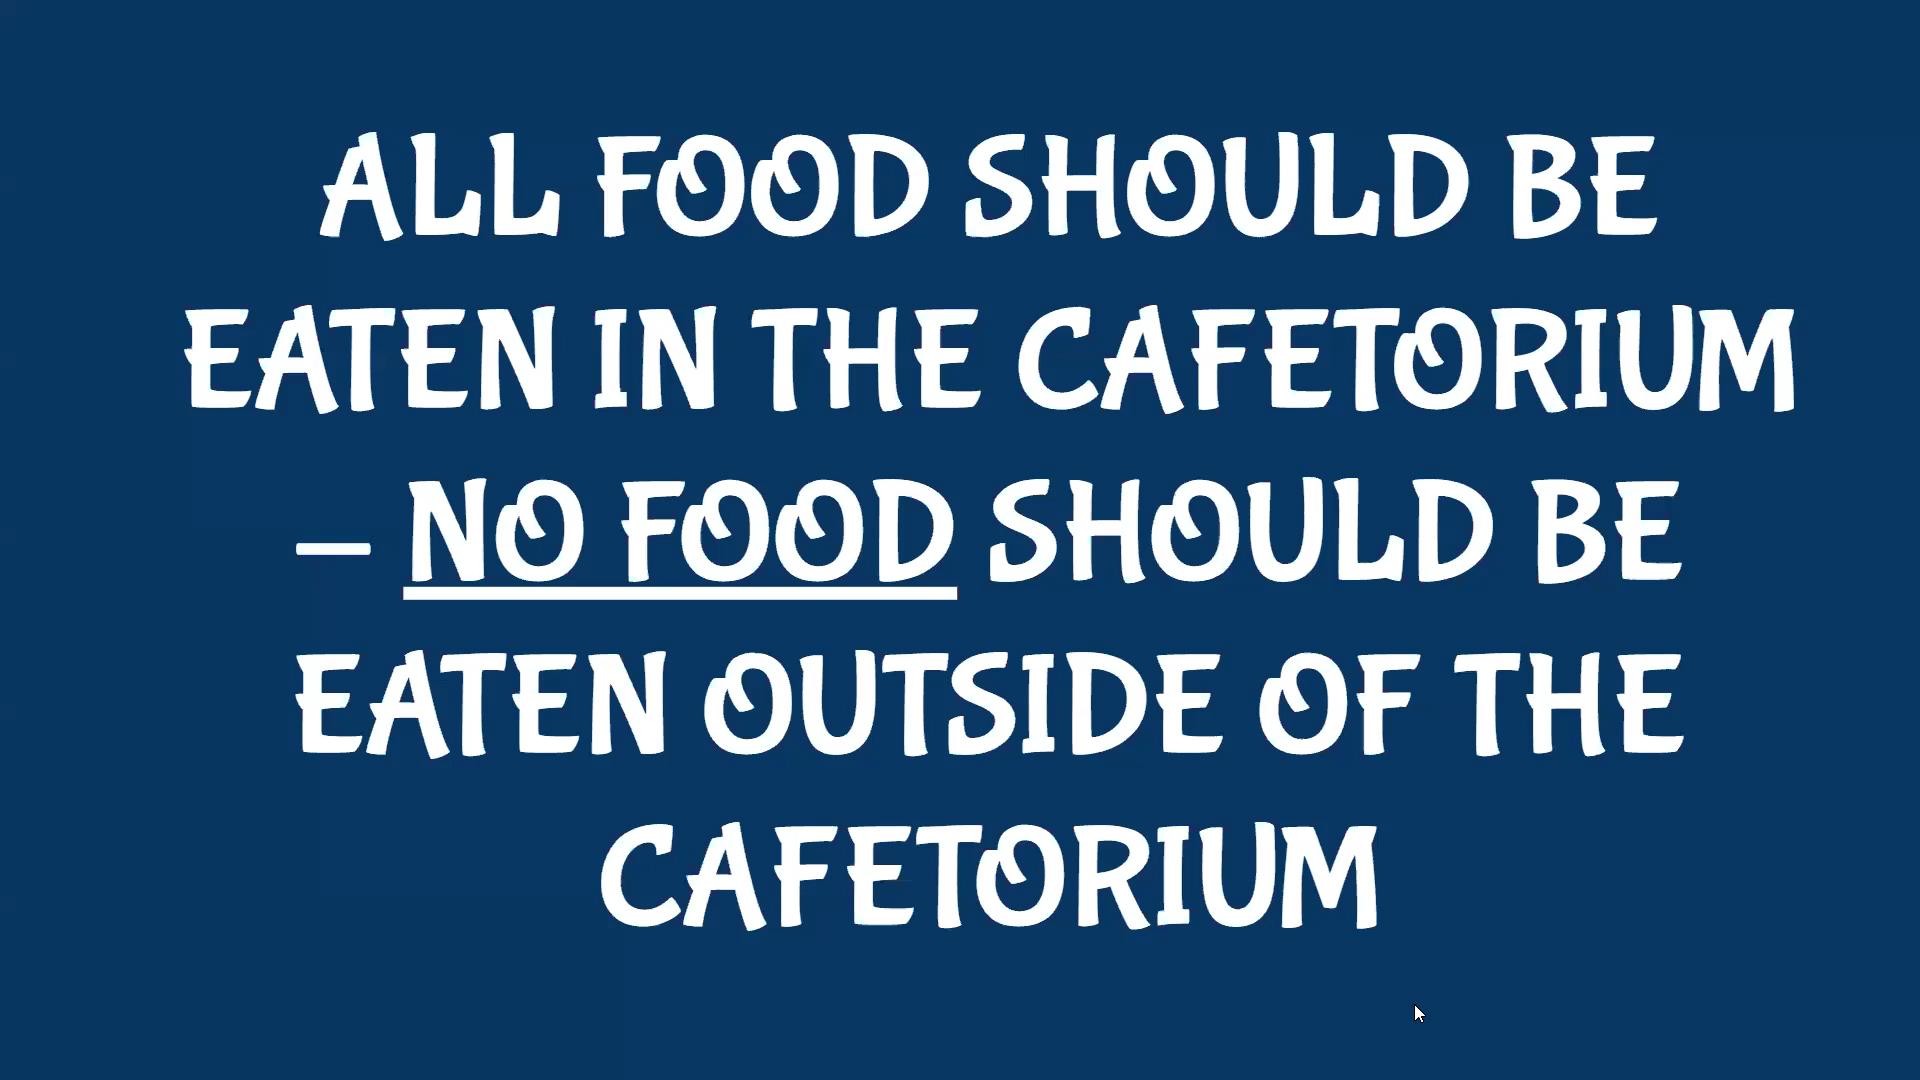 ALL FOOD SHOULD BE
EATEN IN THE CAFETORIUM
– NO FOOD SHOULD BE
EATEN OUTSIDE OF THE
CAFETORIUM